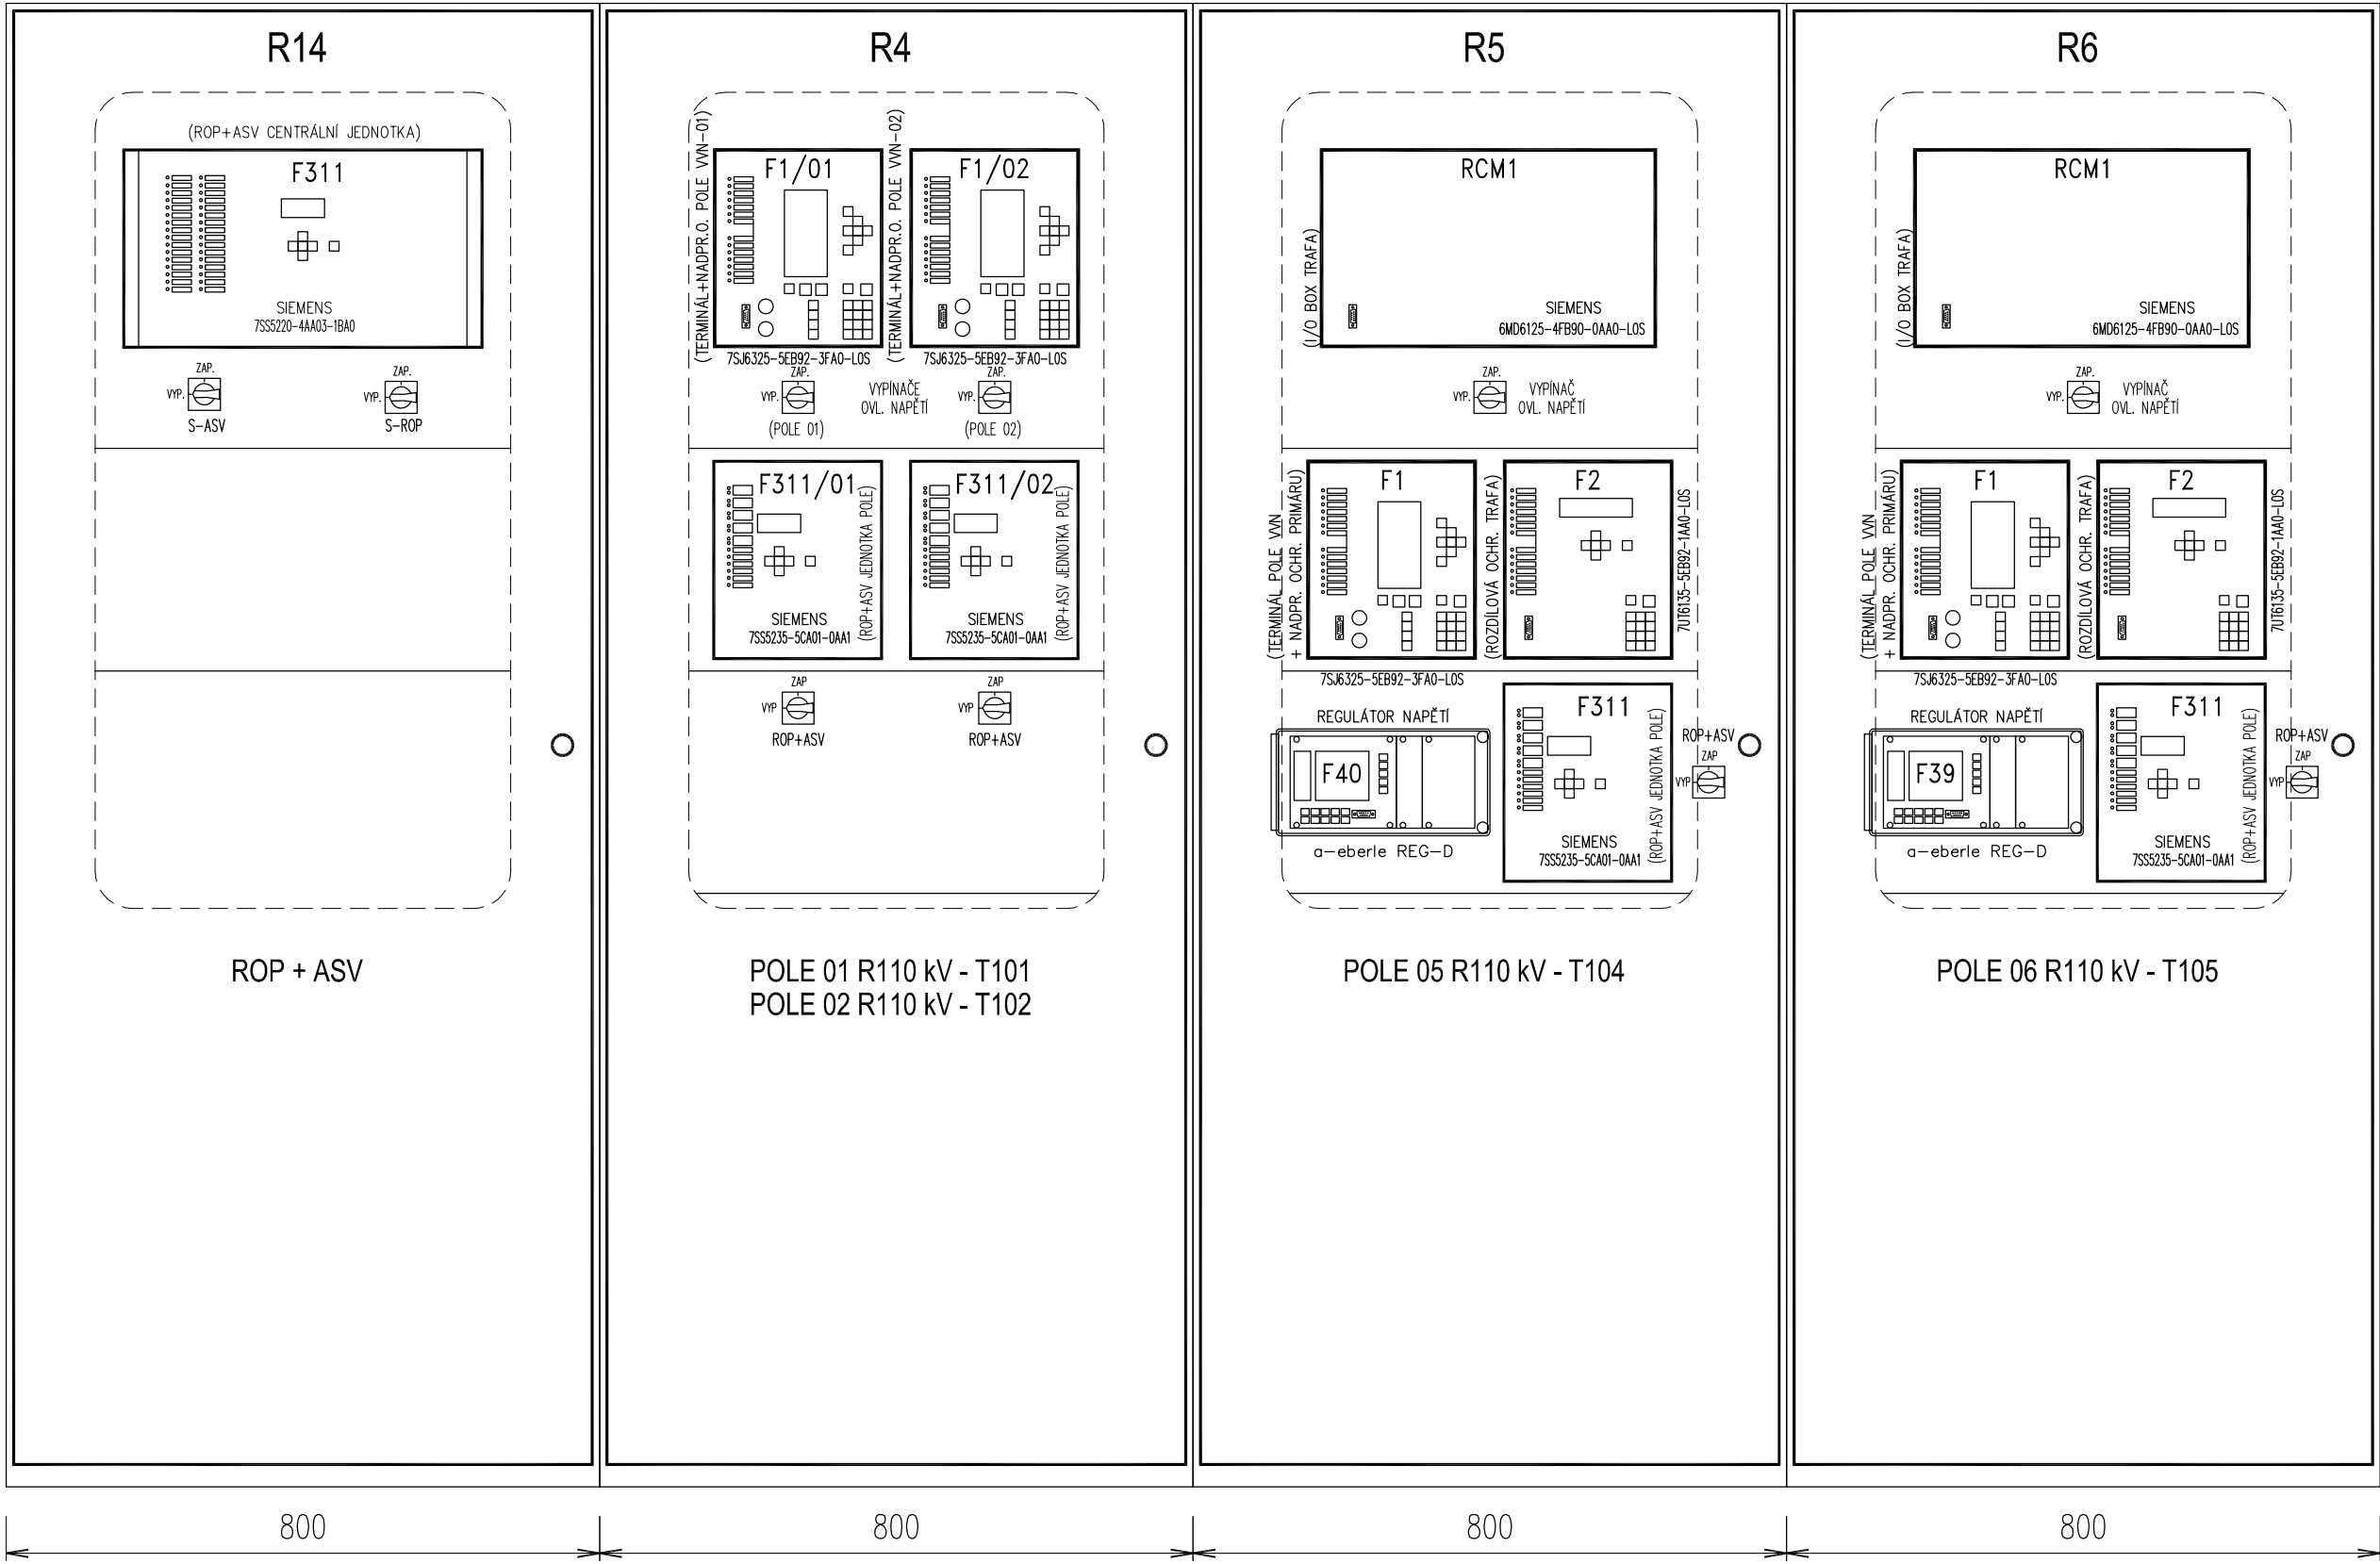 R14
(ROP+ASV CENTRÁLNÍ JEDNOTKA)
F311
SIEMENS
7SS5220-4AA03-1BA0
ZAP.
VYP.
S-ASV
ZAP.
VYP.
S-ROP
ROP + ASV
R4
(TERMINÁL+NADPR.O. POLE VVN-01)
F1/01
7SJ6325-5EB92-3FA0-L0S
(TERMINÁL+NADPR.O. POLE VVN-02)
F1/02
7SJ6325-5EB92-3FA0-L0S
ZAP.
VYP.
(POLE 01)
VYPÍNAČE
OVL. NAPĚTÍ
ZAP.
VYP.
(POLE 02)
F311/01
(ROP+ASV JEDNOTKA POLE)
SIEMENS
7SS5235-5CA01-0AA1
F311/02
(ROP+ASV JEDNOTKA POLE)
SIEMENS
7SS5235-5CA01-0AA1
ZAP
VYP
ROP+ASV
ZAP
VYP
ROP+ASV
POLE 01 R110 kV - T101
POLE 02 R110 kV - T102
R5
(I/O BOX TRAFA)
RCM1
SIEMENS
6MD6125-4FB90-0AA0-L0S
ZAP.
VYP.
VYPÍNAČ
OVL. NAPĚTÍ
(TERMINÁL POLE VVN
+ NADPR. OCHR. PRIMÁRU)
F1
7SJ6325-5EB92-3FA0-L0S
(ROZDÍLOVÁ OCHR. TRAFA)
F2
7UT6135-5EB92-1AA0-L0S
REGULÁTOR NAPĚTÍ
F40
a-eberle REG-D
F311
(ROP+ASV JEDNOTKA POLE)
SIEMENS
7SS5235-5CA01-0AA1
ROP+ASV
ZAP
VYP
POLE 05 R110 kV - T104
R6
(I/O BOX TRAFA)
RCM1
SIEMENS
6MD6125-4FB90-0AA0-L0S
ZAP.
VYP.
VYPÍNAČ
OVL. NAPĚTÍ
(TERMINÁL POLE VVN
+ NADPR. OCHR. PRIMÁRU)
F1
7SJ6325-5EB92-3FA0-L0S
(ROZDÍLOVÁ OCHR. TRAFA)
F2
7UT6135-5EB92-1AA0-L0S
REGULÁTOR NAPĚTÍ
F39
a-eberle REG-D
F311
(ROP+ASV JEDNOTKA POLE)
SIEMENS
7SS5235-5CA01-0AA1
ROP+ASV
ZAP
VYP
POLE 06 R110 kV - T105
800
800
800
800